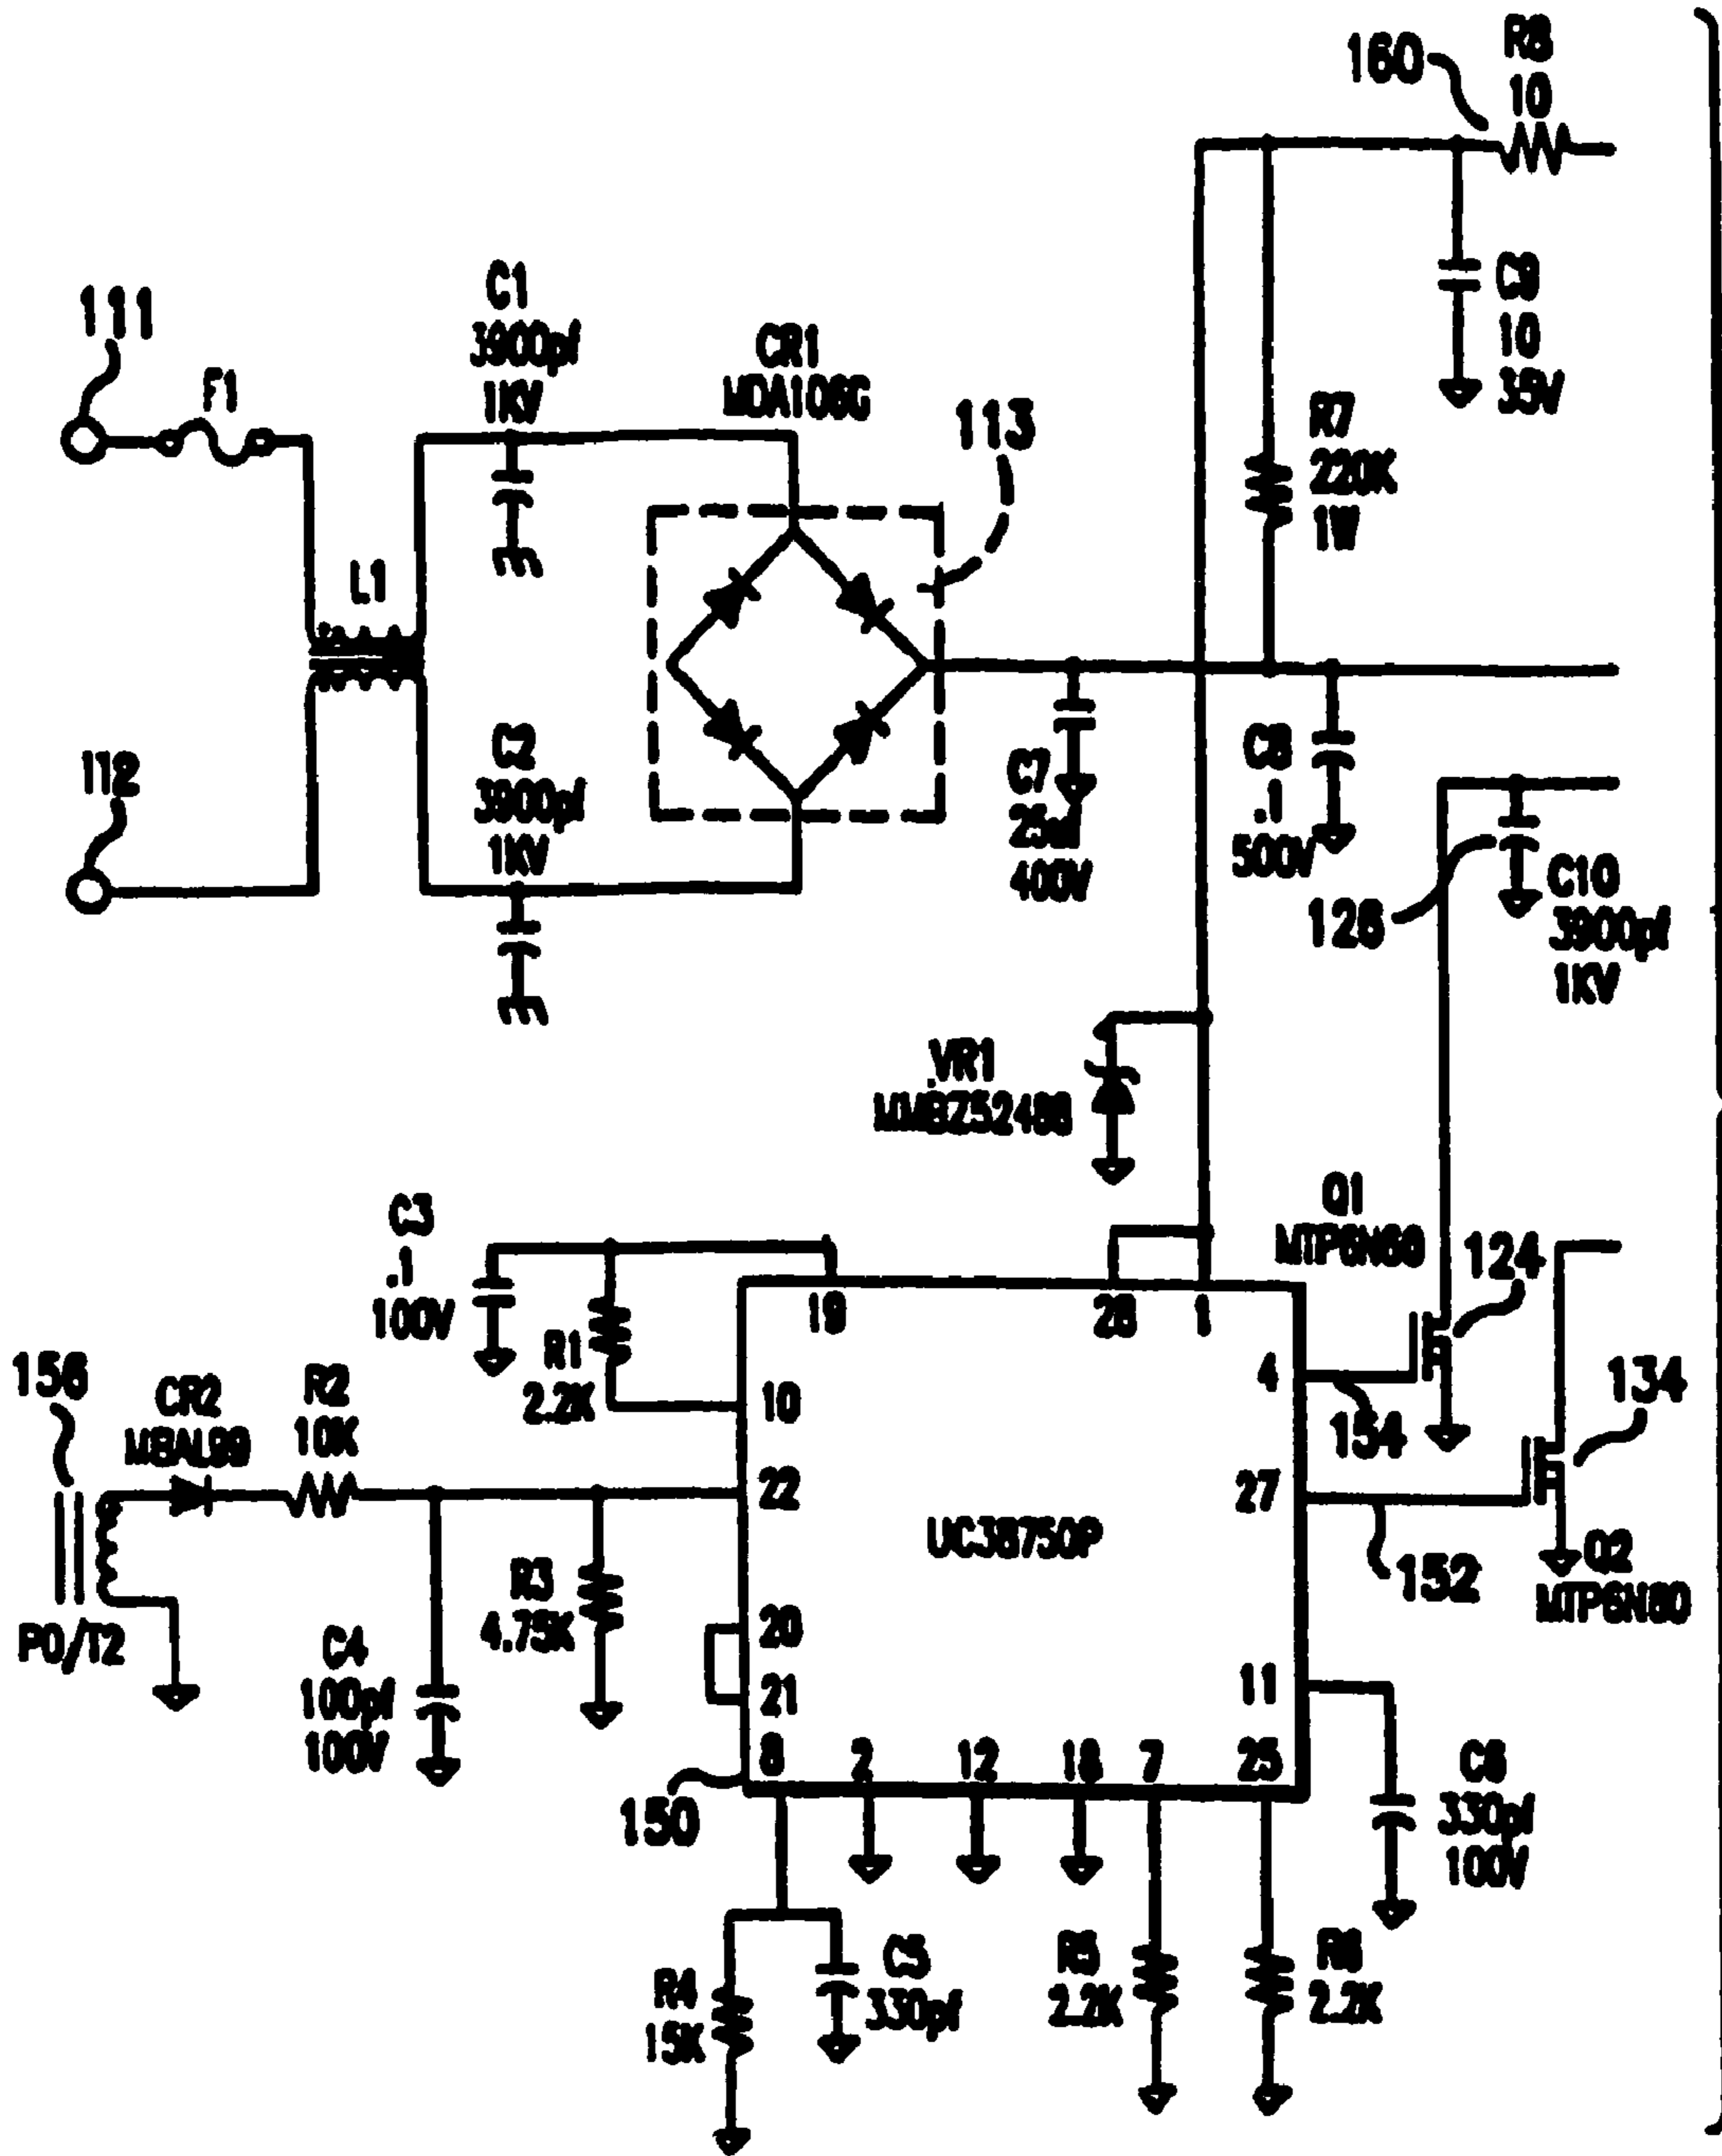 160
R8
10
111
F1
C1
3900pf
1KV
CR1
MDA106G
113
C9
10
35V
R7
220K
1W
L1
112
C2
3900pf
1KV
C7
25uf
400V
C8
.1
500V
126
C10
3900pf
1KV
VR1
Q1
124
C3
.1
100V
19
28
1
R1
2.2K
4
134
156
CR2
R2
10K
10
154
22
27
UC3875QP
152
Q2
R3
4.75K
PO/T2
20
21
11
C4
100pf
100V
8
2
12
18
7
25
C6
330pf
100V
150
C5
330pf
R4
15K
R5
2.2K
R6
2.2K